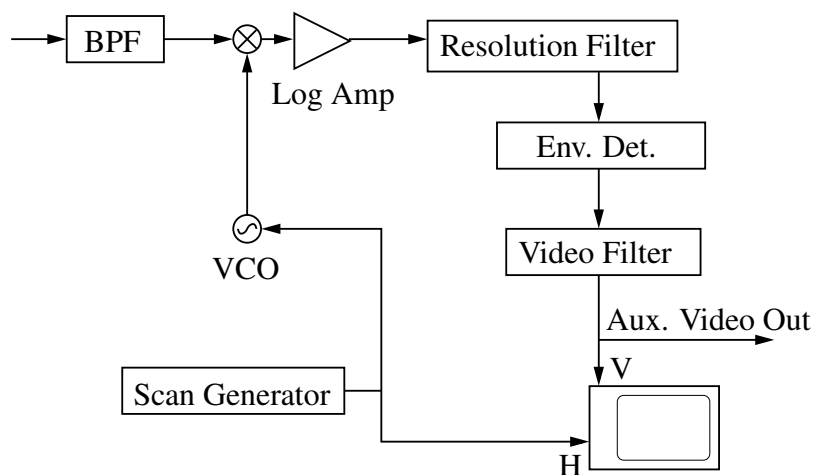 BPF
Resolution Filter
Log Amp
Env. Det.
VCO
Video Filter
Aux. Video Out
V
Scan Generator
H